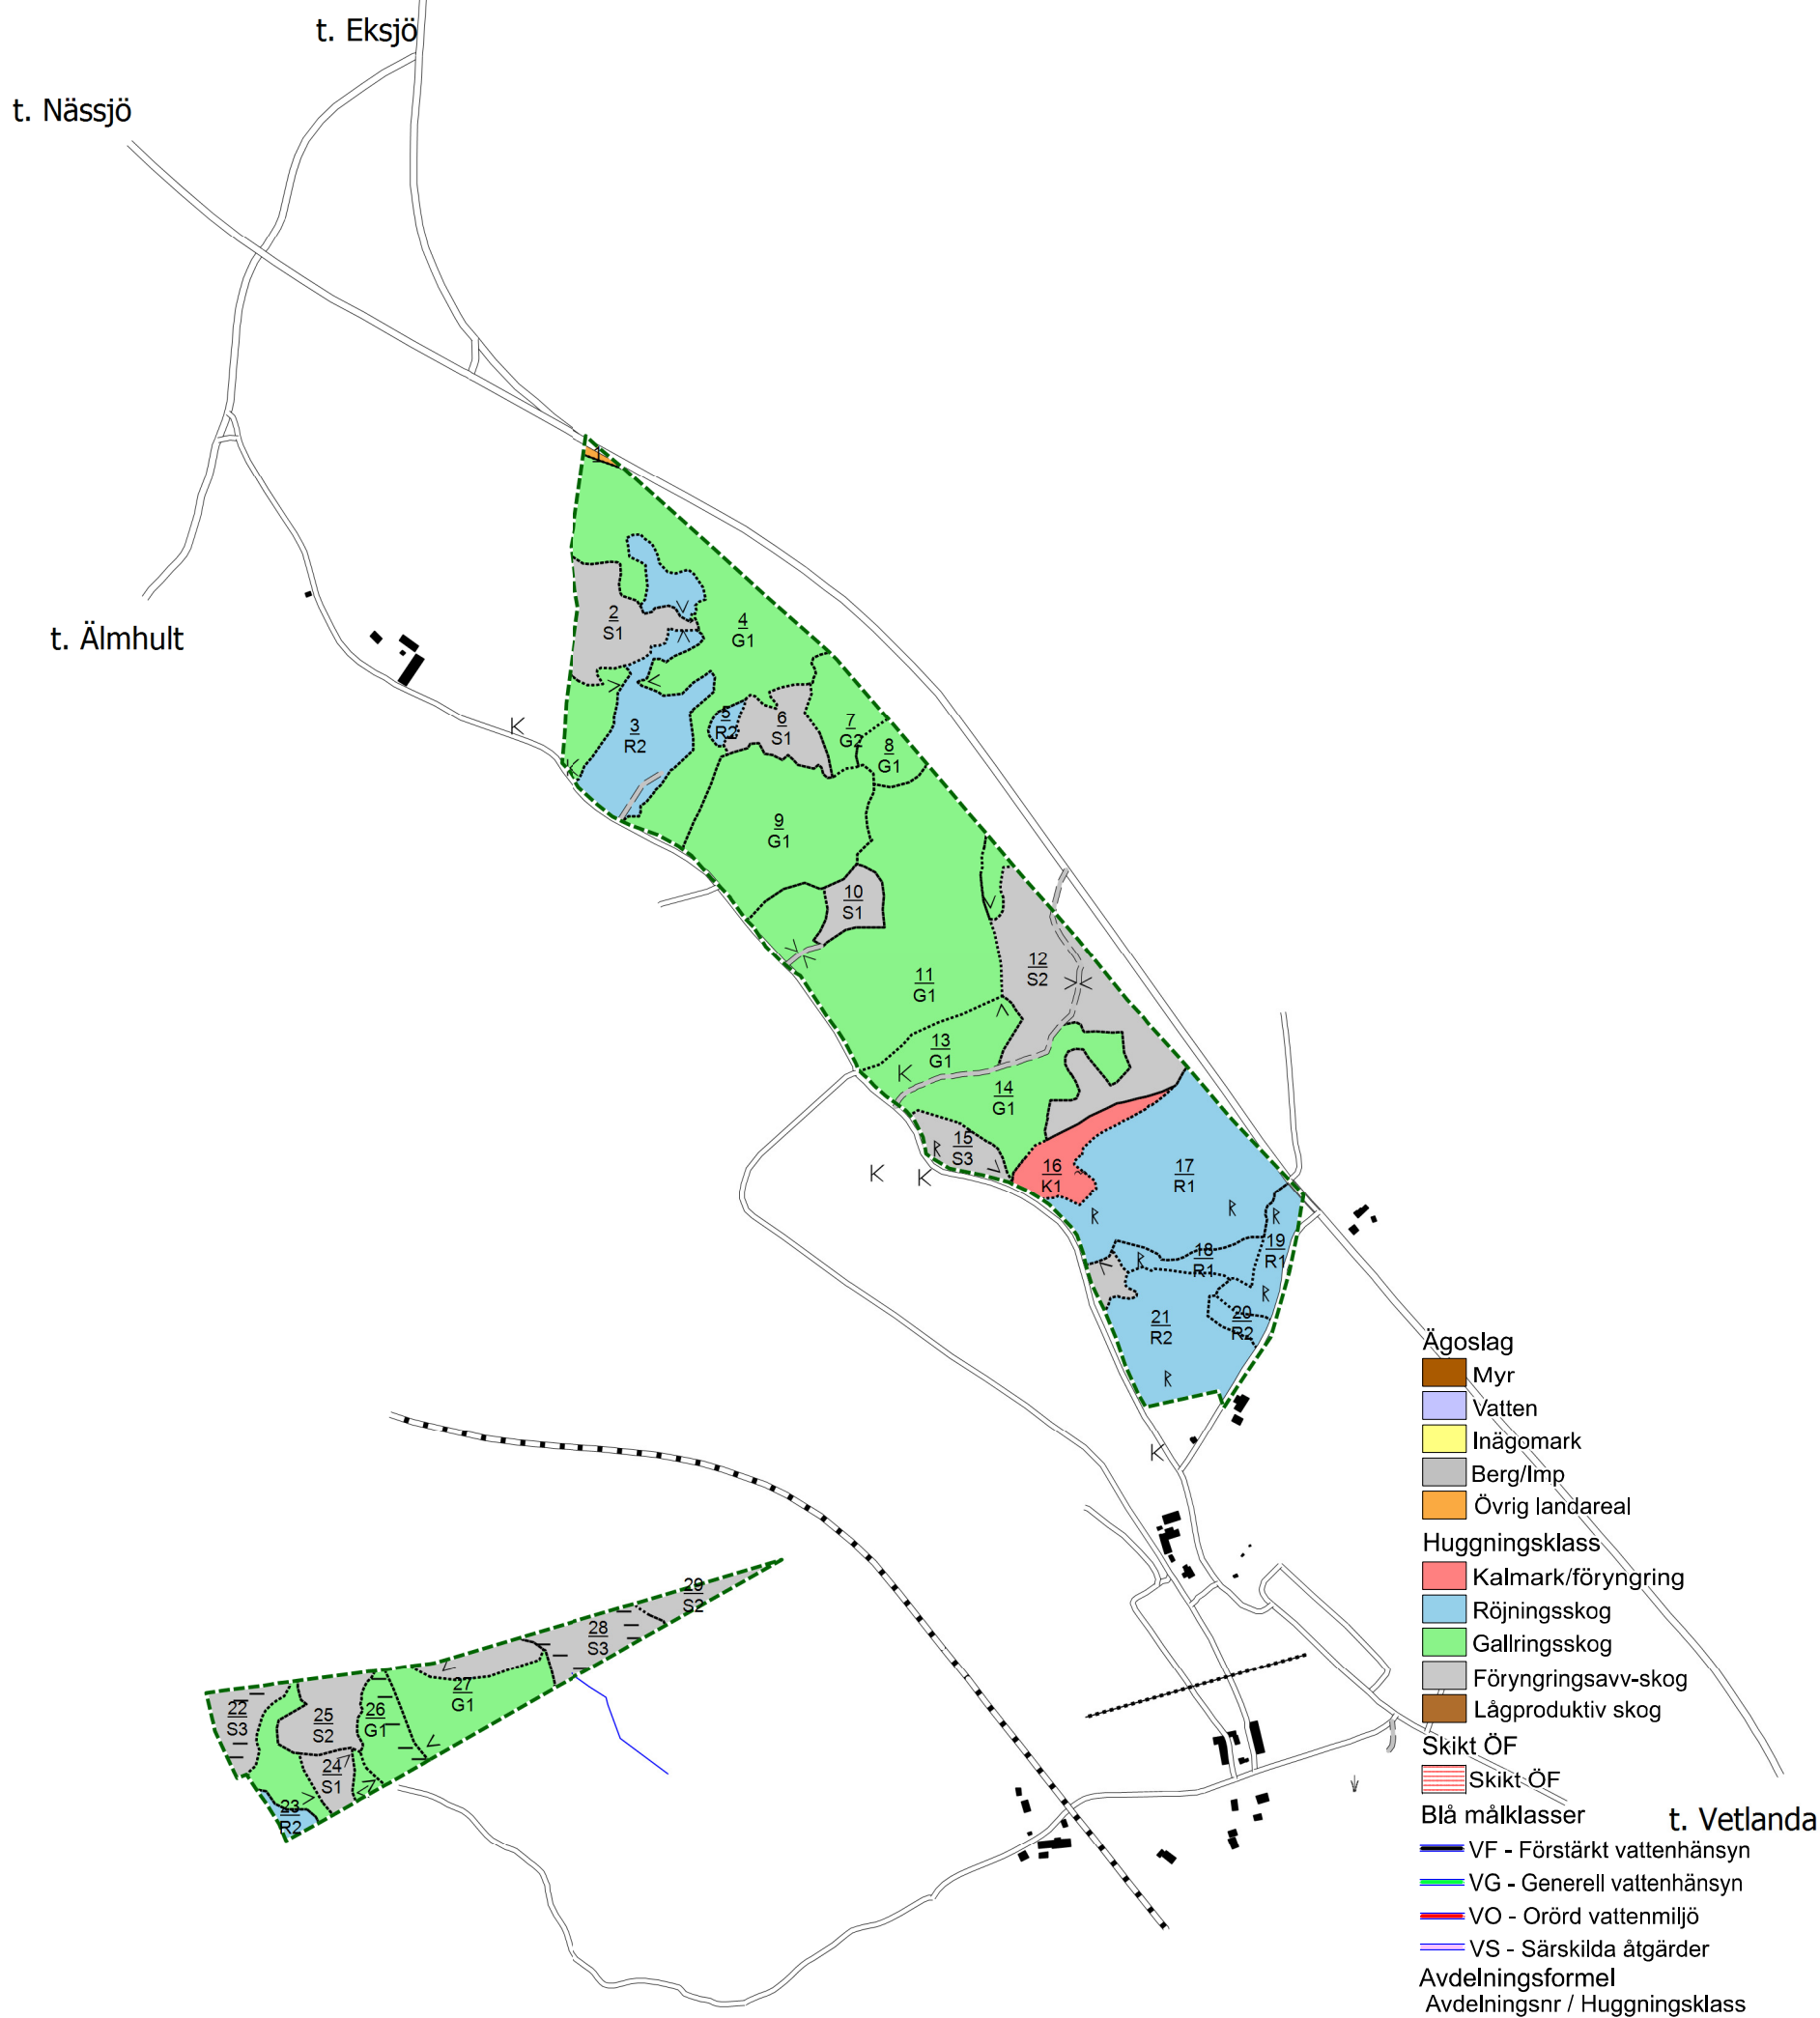 t. Eksjö
t. Nässjö
t. Älmhult
1
2
S1
4
G1
3
R2
5
R2
6
S1
7
G2
8
G1
9
G1
10
S1
11
G1
12
S2
13
G1
14
G1
15
S3
16
K1
17
R1
18
R1
19
R1
20
R2
21
R2
22
S3
23
R2
24
S1
25
S2
26
G1
27
G1
28
S3
29
S2
Ägoslag
Myr
Vatten
Inägomark
Berg/Imp
Övrig landareal
Huggningsklass
Kalmark/föryngring
Röjningsskog
Gallringsskog
Föryngringsavv-skog
Lågproduktiv skog
Skikt ÖF
Skikt ÖF
Blå målklasser
t. Vetlanda
VF - Förstärkt vattenhänsyn
VG - Generell vattenhänsyn
VO - Orörd vattenmiljö
VS - Särskilda åtgärder
Avdelningsformel
Avdelningsnr / Huggningsklass